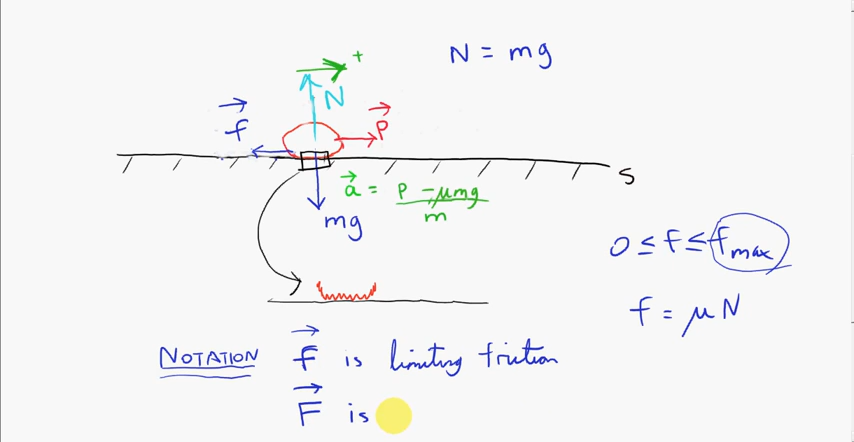 +
N = mg
N
f
P
S
a = P - μmg / m
mg
0 ≤ f ≤ fmax
f = μN
NOTATION f is limiting friction
F is